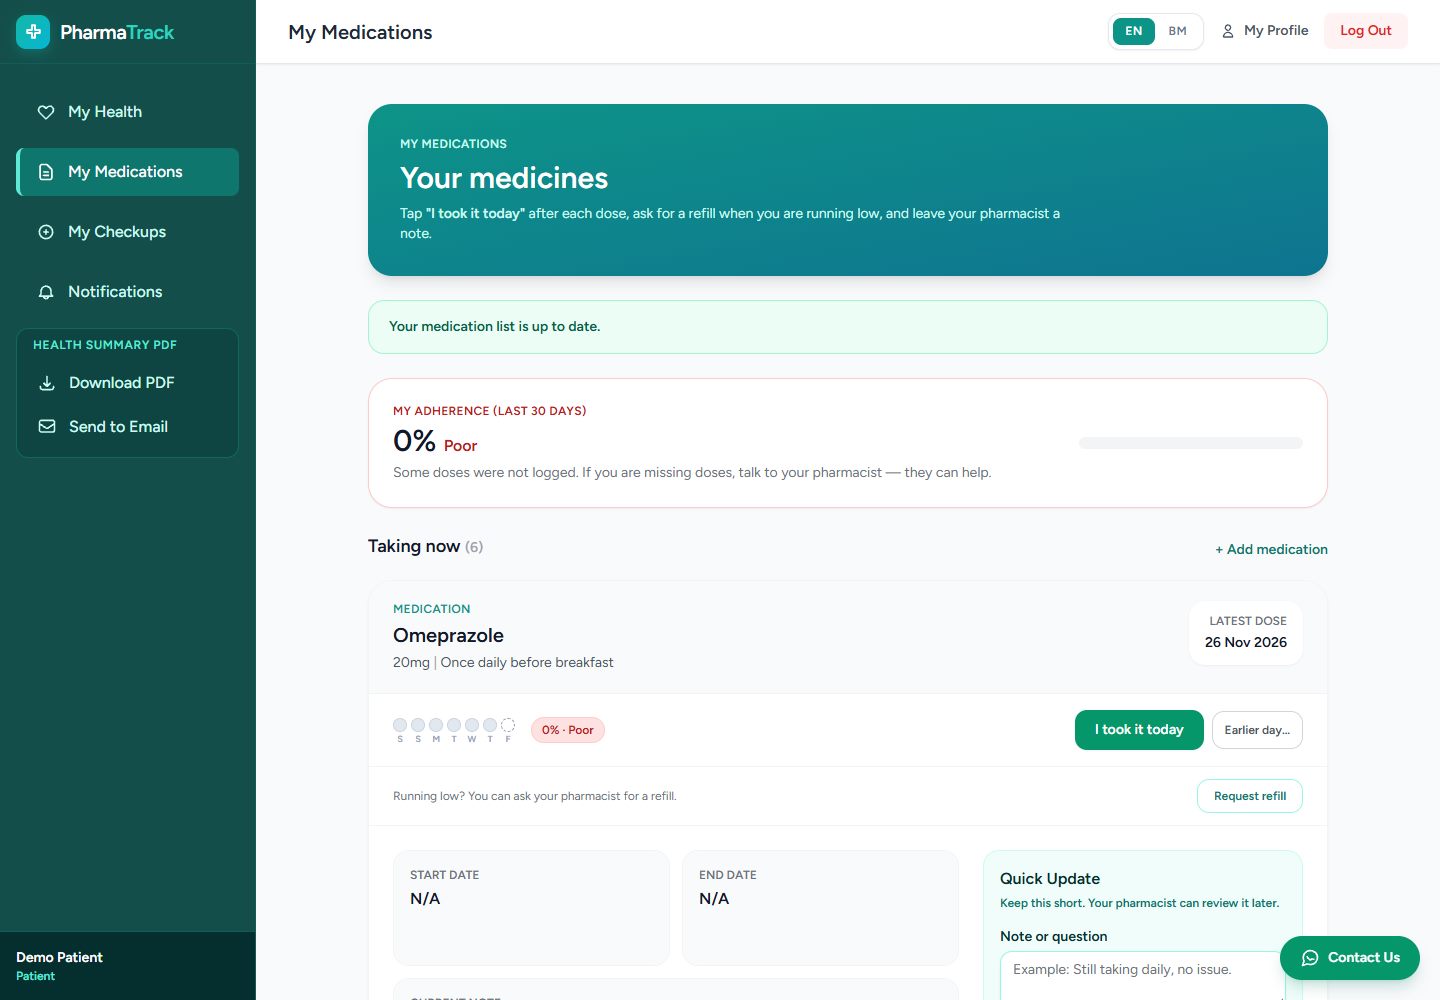 PharmaTrack
My Medications
EN
BM
My Profile
Log Out
My Health
My Medications
My Checkups
Notifications
HEALTH SUMMARY PDF
Download PDF
Send to Email
Demo Patient
Patient
MY MEDICATIONS
Your medicines
Tap "I took it today" after each dose, ask for a refill when you are running low, and leave your pharmacist a
note.
Your medication list is up to date.
MY ADHERENCE (LAST 30 DAYS)
0% Poor
Some doses were not logged. If you are missing doses, talk to your pharmacist — they can help.
Taking now (6)
+ Add medication
MEDICATION
Omeprazole
20mg | Once daily before breakfast
LATEST DOSE
26 Nov 2026
S S M T W T F
0% · Poor
I took it today
Earlier day...
Running low? You can ask your pharmacist for a refill.
Request refill
START DATE
N/A
END DATE
N/A
CURRENT NOTE
Quick Update
Keep this short. Your pharmacist can review it later.
Note or question
Example: Still taking daily, no issue.
Contact Us